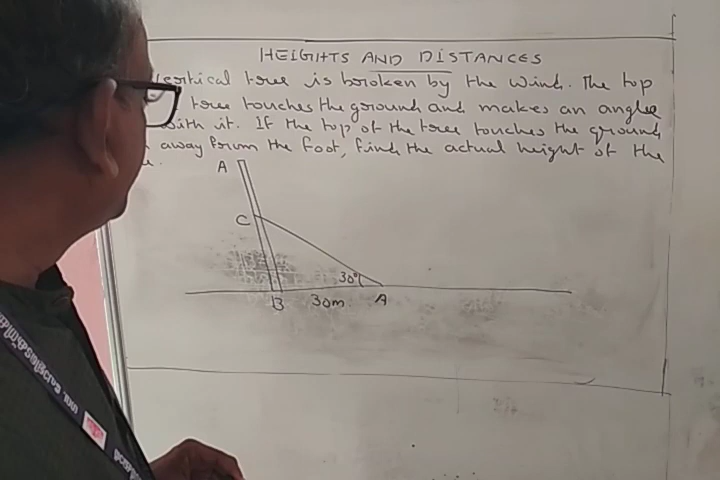 HEIGHTS AND DISTANCES
vertical tree is broken by the wind. The top
tree touches the ground and makes an angle
with it. If the top of the tree touches the ground
away from the foot, find the actual height of the
A
C
30°
B 30m A